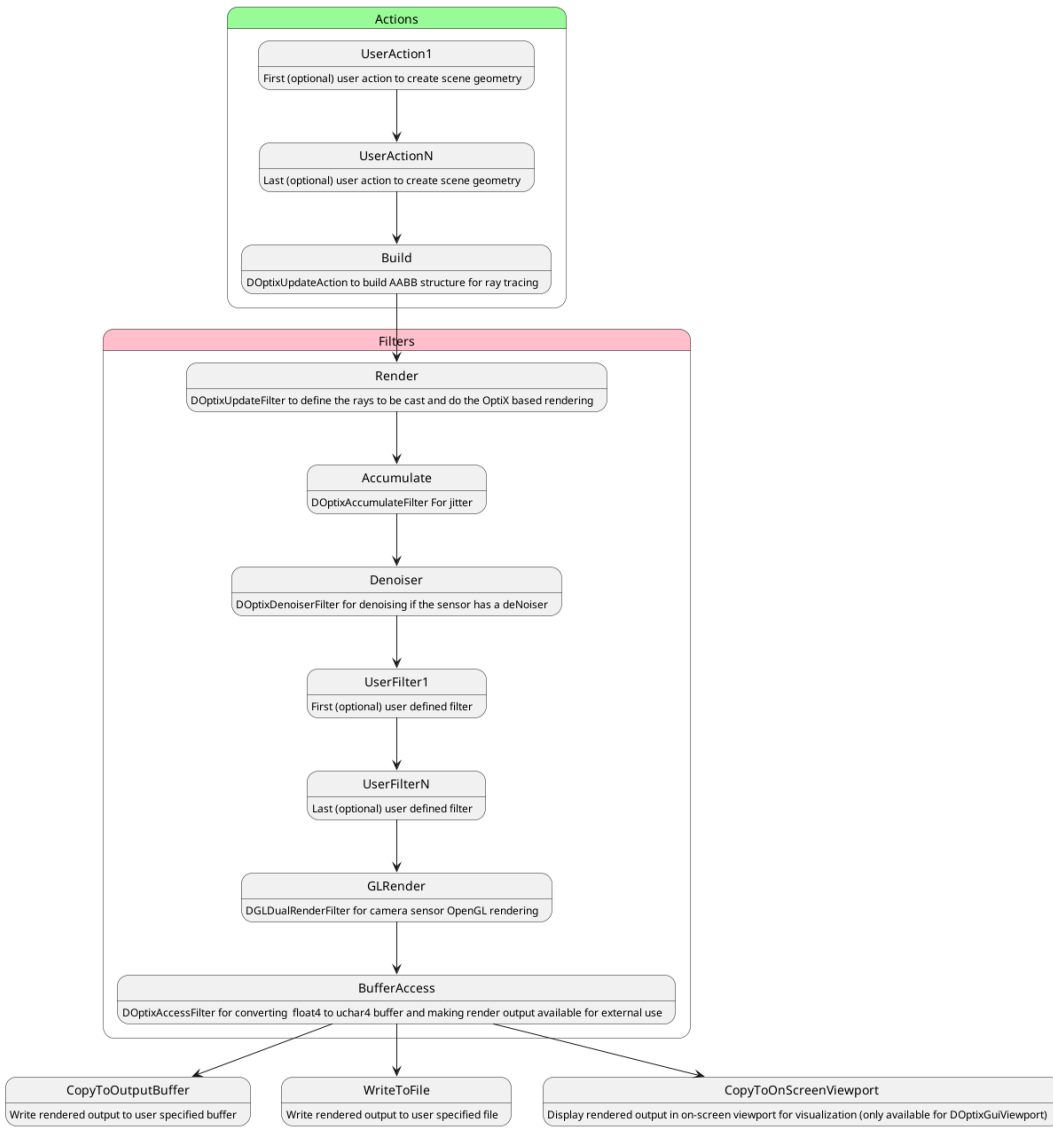 Actions
UserAction1
First (optional) user action to create scene geometry
UserActionN
Last (optional) user action to create scene geometry
Build
DOptixUpdateAction to build AABB structure for ray tracing
Filters
Render
DOptixUpdateFilter to define the rays to be cast and do the OptiX based rendering
Accumulate
DOptixAccumulateFilter For jitter
Denoiser
DOptixDenoiserFilter for denoising if the sensor has a deNoiser
UserFilter1
First (optional) user defined filter
UserFilterN
Last (optional) user defined filter
GLRender
DGLDualRenderFilter for camera sensor OpenGL rendering
BufferAccess
DOptixAccessFilter for converting  float4 to uchar4 buffer and making render output available for external use
CopyToOutputBuffer
Write rendered output to user specified buffer
WriteToFile
Write rendered output to user specified file
CopyToOnScreenViewport
Display rendered output in on-screen viewport for visualization (only available for DOptixGuiViewport)